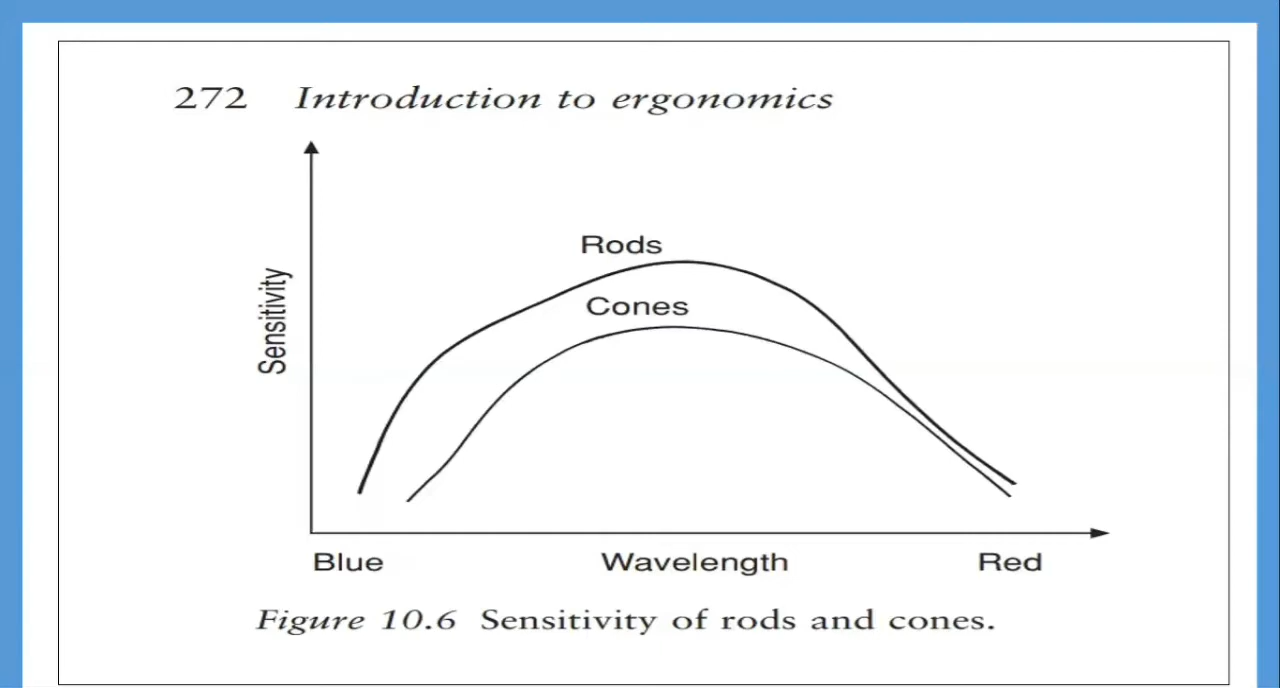 272 Introduction to ergonomics
Rods
Cones
Sensitivity
Blue Wavelength Red
Figure 10.6 Sensitivity of rods and cones.